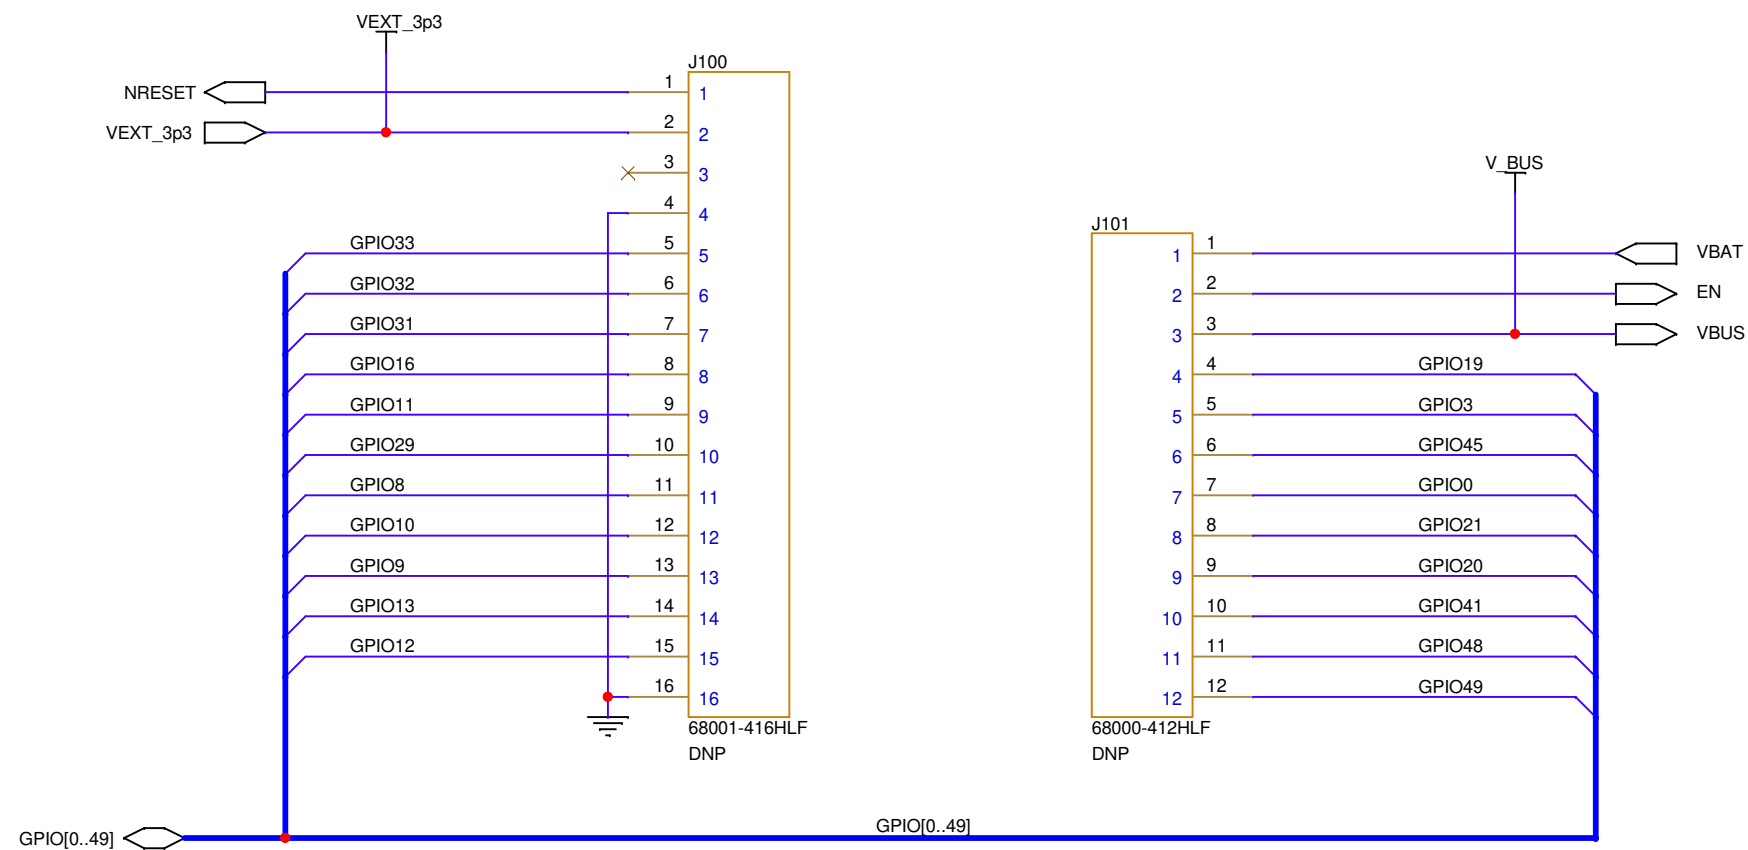 VEXT_3p3
NRESET
VEXT_3p3
J100
1 1
2 2
3 3
4 4
GPIO33 5 5
GPIO32 6 6
GPIO31 7 7
GPIO16 8 8
GPIO11 9 9
GPIO29 10 10
GPIO8 11 11
GPIO10 12 12
GPIO9 13 13
GPIO13 14 14
GPIO12 15 15
16 16
68001-416HLF
DNP
V_BUS
J101
1 1 VBAT
2 2 EN
3 3 VBUS
4 4 GPIO19
5 5 GPIO3
6 6 GPIO45
7 7 GPIO0
8 8 GPIO21
9 9 GPIO20
10 10 GPIO41
11 11 GPIO48
12 12 GPIO49
68000-412HLF
DNP
GPIO[0..49]
GPIO[0..49]